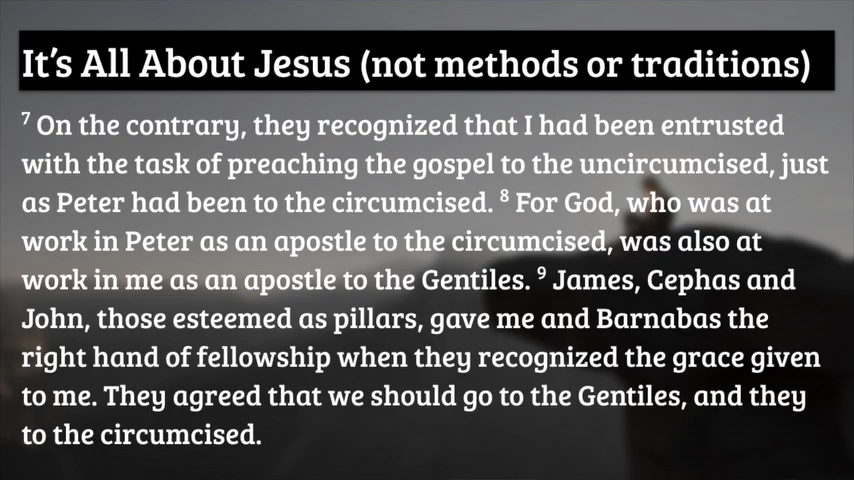 It's All About Jesus (not methods or traditions)
7 On the contrary, they recognized that I had been entrusted
with the task of preaching the gospel to the uncircumcised, just
as Peter had been to the circumcised. 8 For God, who was at
work in Peter as an apostle to the circumcised, was also at
work in me as an apostle to the Gentiles. 9 James, Cephas and
John, those esteemed as pillars, gave me and Barnabas the
right hand of fellowship when they recognized the grace given
to me. They agreed that we should go to the Gentiles, and they
to the circumcised.